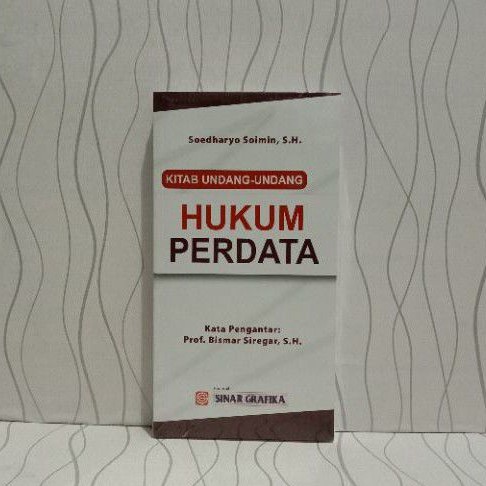 Soedharyo Soimin, S.H.
KITAB UNDANG-UNDANG
HUKUM
PERDATA
Kata Pengantar:
Prof. Bismar Siregar, S.H.
SINAR GRAFIKA